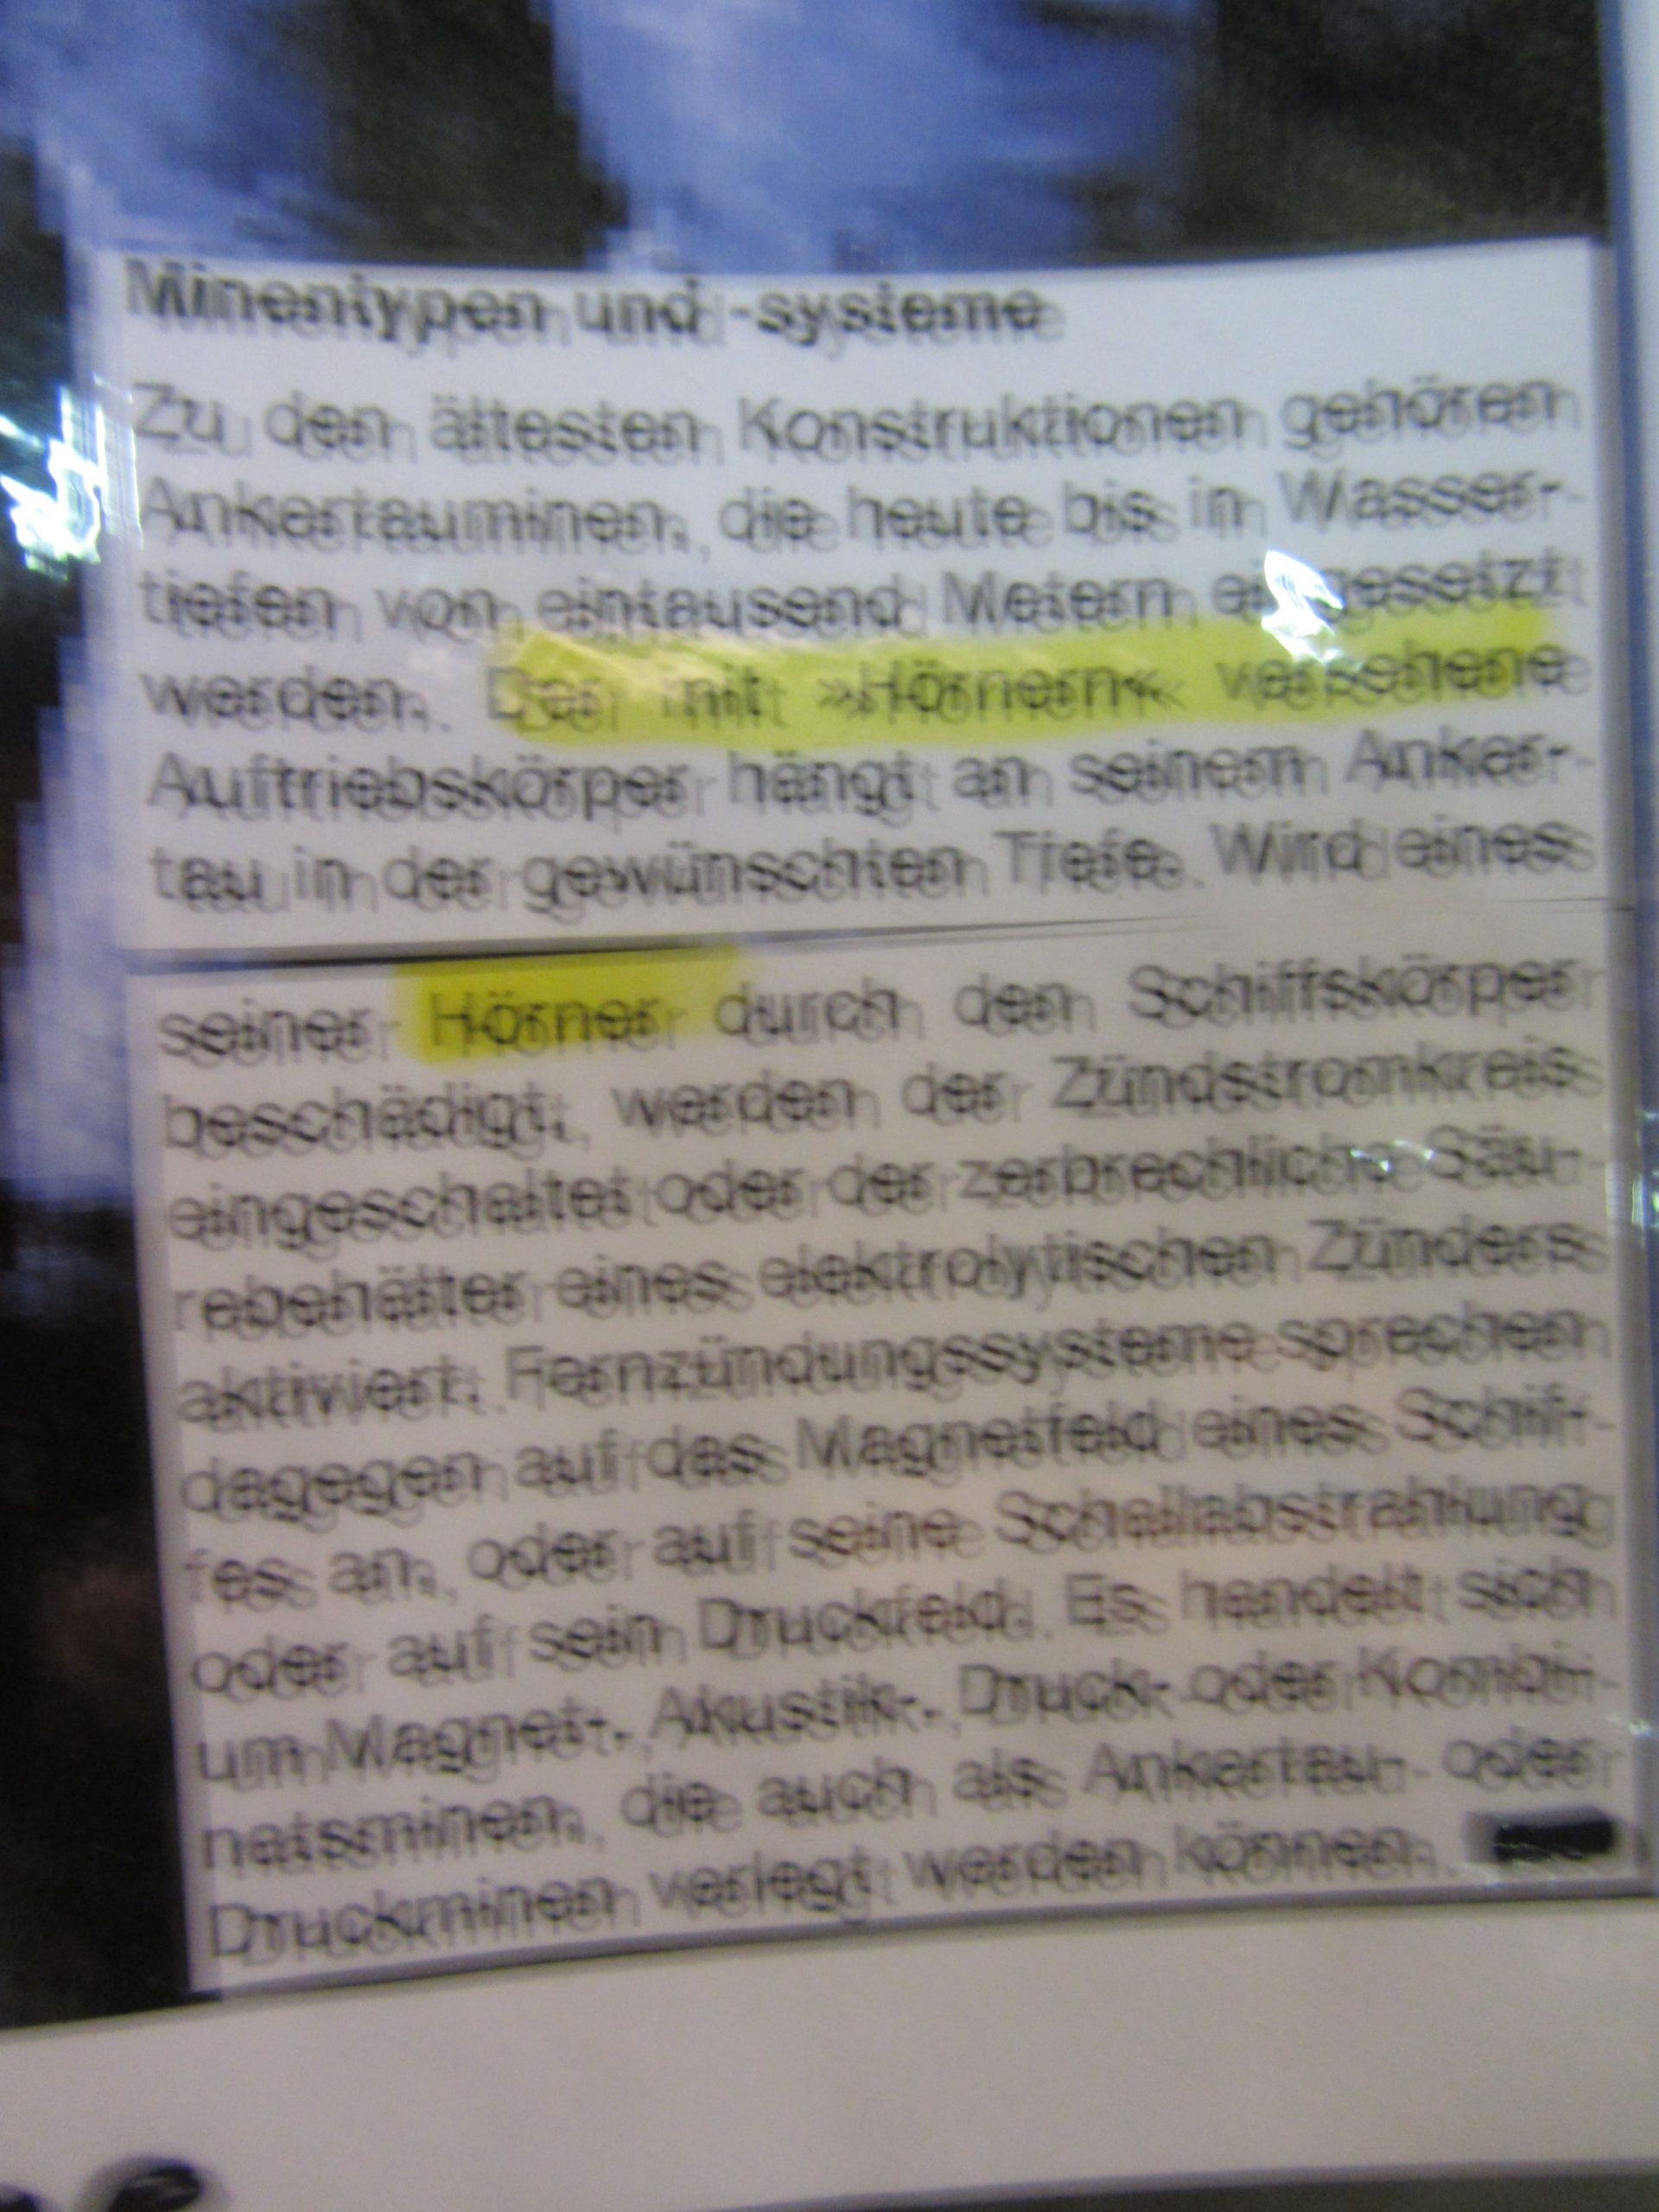 Minentypen und -systeme
Zu den ältesten Konstruktionen gehören
Ankertauminen, die heute bis in Wasser-
tiefen von eintausend Metern eingesetzt
werden. Der mit »Hörnern« versehene
Auftriebskörper hängt an seinem Anker-
tau in der gewünschten Tiefe. Wird eines
seiner Hörner durch den Schiffskörper
beschädigt, werden der Zündstromkreis
eingeschaltet oder der zerbrechliche Säu-
rebehälter eines elektrolytischen Zünders
aktiviert. Fernzündungssysteme sprechen
dagegen auf das Magnetfeld eines Schif-
fes an, oder auf seine Schallabstrahlung
oder auf sein Druckfeld. Es handelt sich
um Magnet-, Akustik-, Druck- oder Kombi-
natsminen, die auch als Ankertau- oder
Druckminen verlegt werden können.